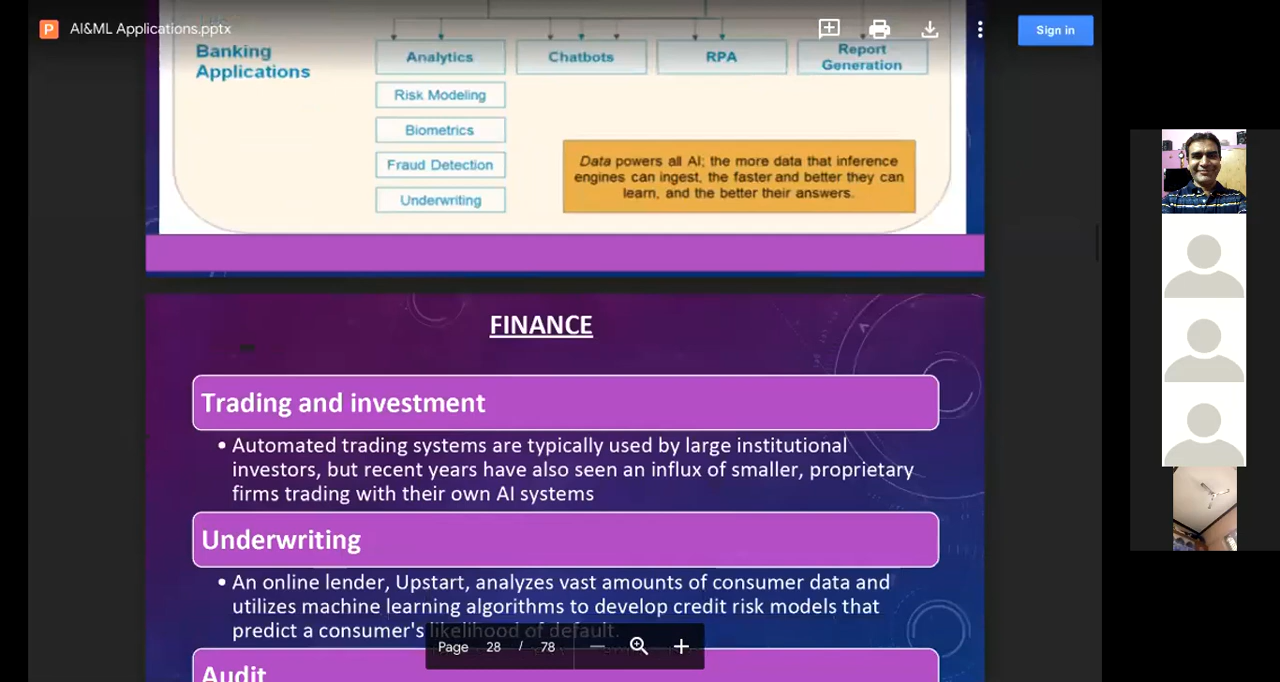 P AI&ML Applications.pptx
Sign in
Banking
Applications
Analytics
Chatbots
RPA
Report
Generation
Risk Modeling
Biometrics
Fraud Detection
Underwriting
Data powers all AI; the more data that inference
engines can ingest, the faster and better they can
learn, and the better their answers.
FINANCE
Trading and investment
• Automated trading systems are typically used by large institutional
investors, but recent years have also seen an influx of smaller, proprietary
firms trading with their own AI systems
Underwriting
• An online lender, Upstart, analyzes vast amounts of consumer data and
utilizes machine learning algorithms to develop credit risk models that
predict a consumer's likelihood of default.
Page 28 / 78
Audit